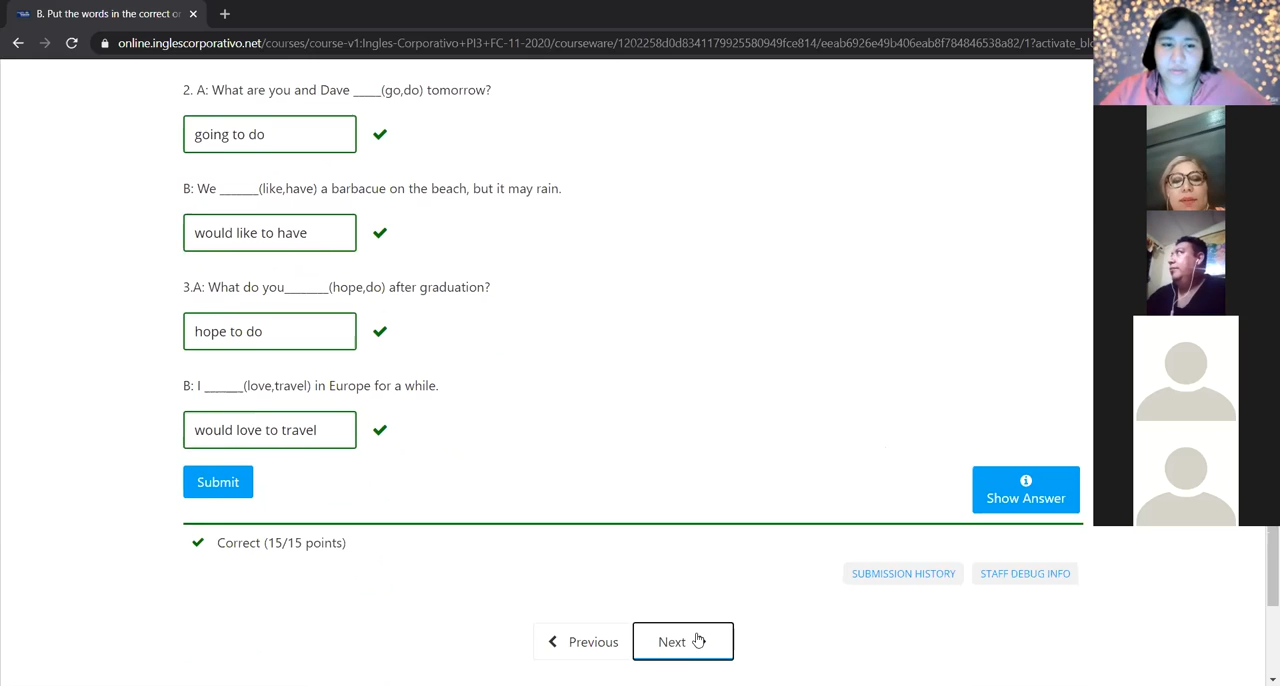 B. Put the words in the correct or
online.inglescorporativo.net/courses/course-v1:Ingles-Corporativo+PI3+FC-11-2020/courseware/1202258d0d8341179925580949fce814/eeab6926e49b406eab8f784846538a82/1?activate_blo
2. A: What are you and Dave ____(go,do) tomorrow?
going to do
B: We ______(like,have) a barbacue on the beach, but it may rain.
would like to have
3.A: What do you_______(hope,do) after graduation?
hope to do
B: I ______(love,travel) in Europe for a while.
would love to travel
Submit
Show Answer
Correct (15/15 points)
SUBMISSION HISTORY
STAFF DEBUG INFO
Previous
Next